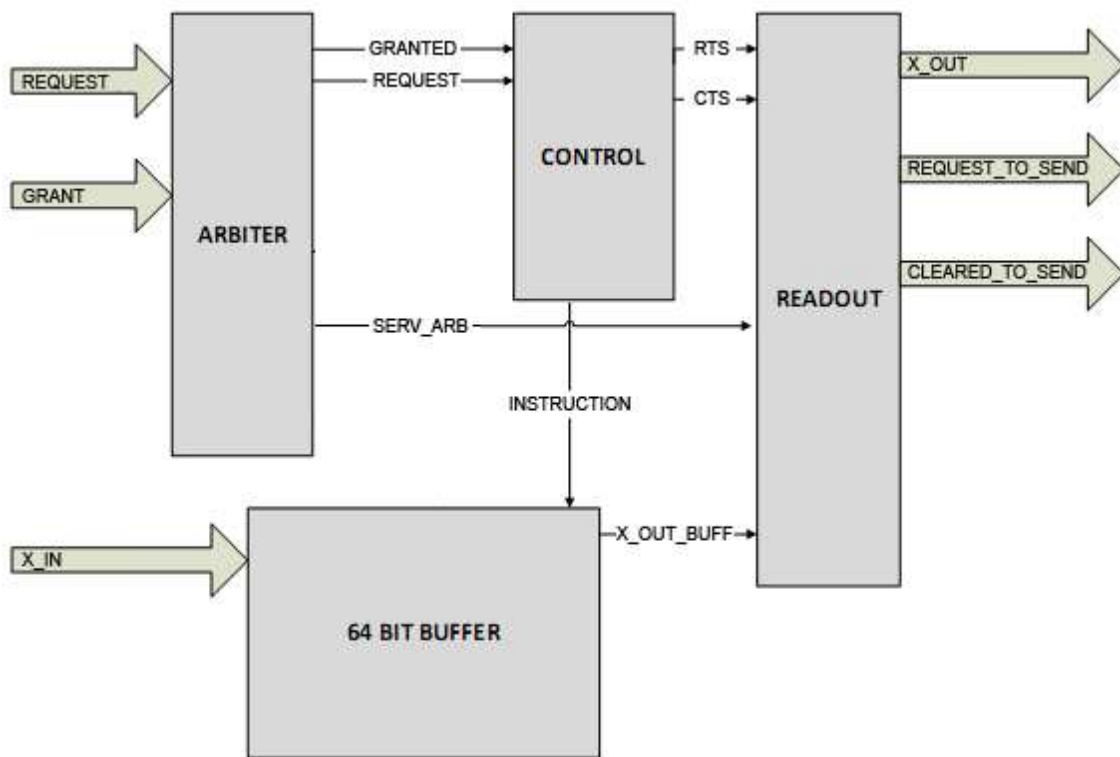 GRANTED
RTS
REQUEST
REQUEST
X_OUT
CTS
CONTROL
REQUEST_TO_SEND
GRANT
ARBITER
CLEARED_TO_SEND
READOUT
SERV_ARB
INSTRUCTION
X_OUT_BUFF
X_IN
64 BIT BUFFER